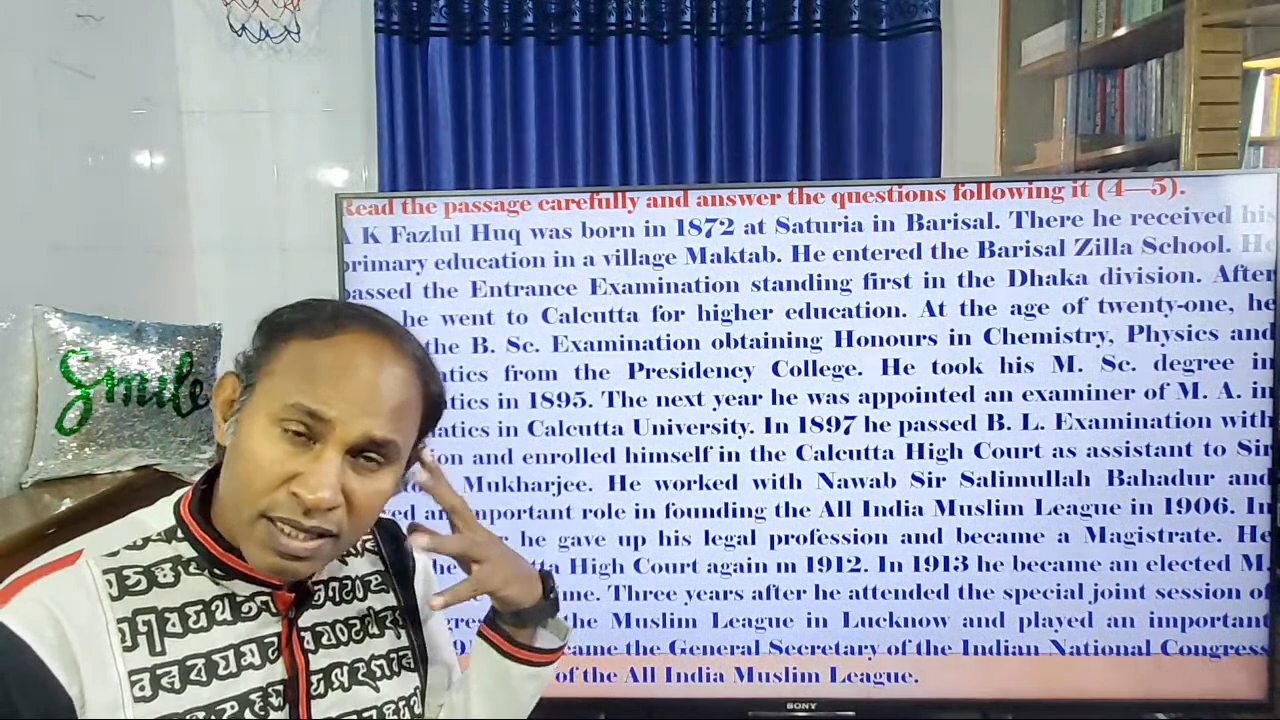 Read the passage carefully and answer the questions following it (4—5).
A K Fazlul Huq was born in 1872 at Saturia in Barisal. There he received his
primary education in a village Maktab. He entered the Barisal Zilla School. He
passed the Entrance Examination standing first in the Dhaka division. After
he went to Calcutta for higher education. At the age of twenty-one, he
the B. Sc. Examination obtaining Honours in Chemistry, Physics and
from the Presidency College. He took his M. Sc. degree in
in 1895. The next year he was appointed an examiner of M. A. in
in Calcutta University. In 1897 he passed B. L. Examination with
and enrolled himself in the Calcutta High Court as assistant to Sir
Mukharjee. He worked with Nawab Sir Salimullah Bahadur and
an important role in founding the All India Muslim League in 1906. In
he gave up his legal profession and became a Magistrate. He
High Court again m 1912. In 1913 he became an elected M.
Three years after he attended the special joint session of
the Muslim League in Lucknow and played an important
the General Secretary of the Indian National Congress
of the All India Muslim League.
Smile
SONY